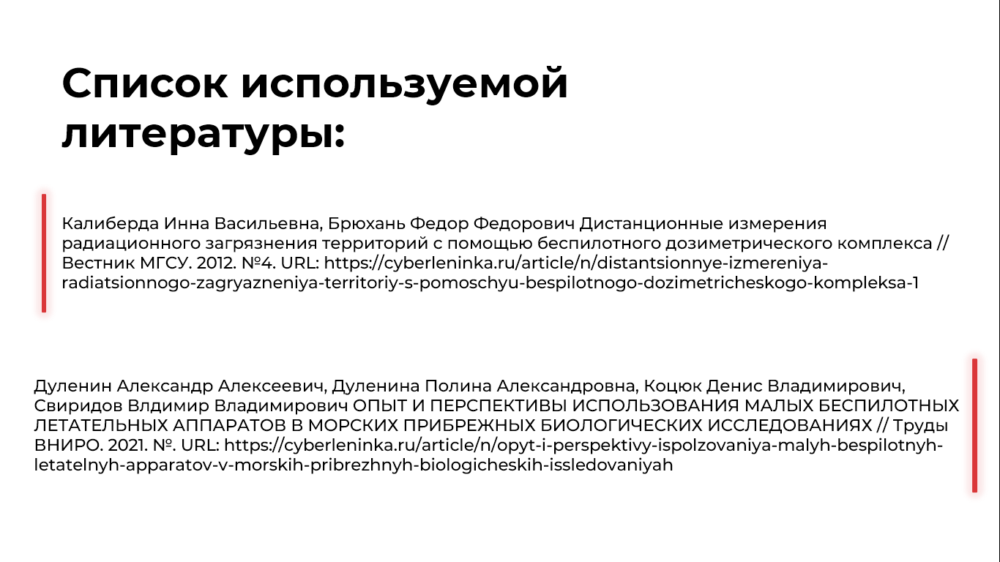 Список используемой
литературы:
Калиберда Инна Васильевна, Брюхань Федор Федорович Дистанционные измерения
радиационного загрязнения территорий с помощью беспилотного дозиметрического комплекса //
Вестник МГСУ. 2012. №4. URL: https://cyberleninka.ru/article/n/distantsionnye-izmereniya-
radiatsionnogo-zagryazneniya-territoriy-s-pomoschyu-bespilotnogo-dozimetricheskogo-kompleksa-1
Дуленин Александр Алексеевич, Дуленина Полина Александровна, Коцюк Денис Владимирович,
Свиридов Влдимир Владимирович ОПЫТ И ПЕРСПЕКТИВЫ ИСПОЛЬЗОВАНИЯ МАЛЫХ БЕСПИЛОТНЫХ
ЛЕТАТЕЛЬНЫХ АППАРАТОВ В МОРСКИХ ПРИБРЕЖНЫХ БИОЛОГИЧЕСКИХ ИССЛЕДОВАНИЯХ // Труды
ВНИРО. 2021. №. URL: https://cyberleninka.ru/article/n/opyt-i-perspektivy-ispolzovaniya-malyh-bespilotnyh-
letatelnyh-apparatov-v-morskih-pribrezhnyh-biologicheskih-issledovaniyah